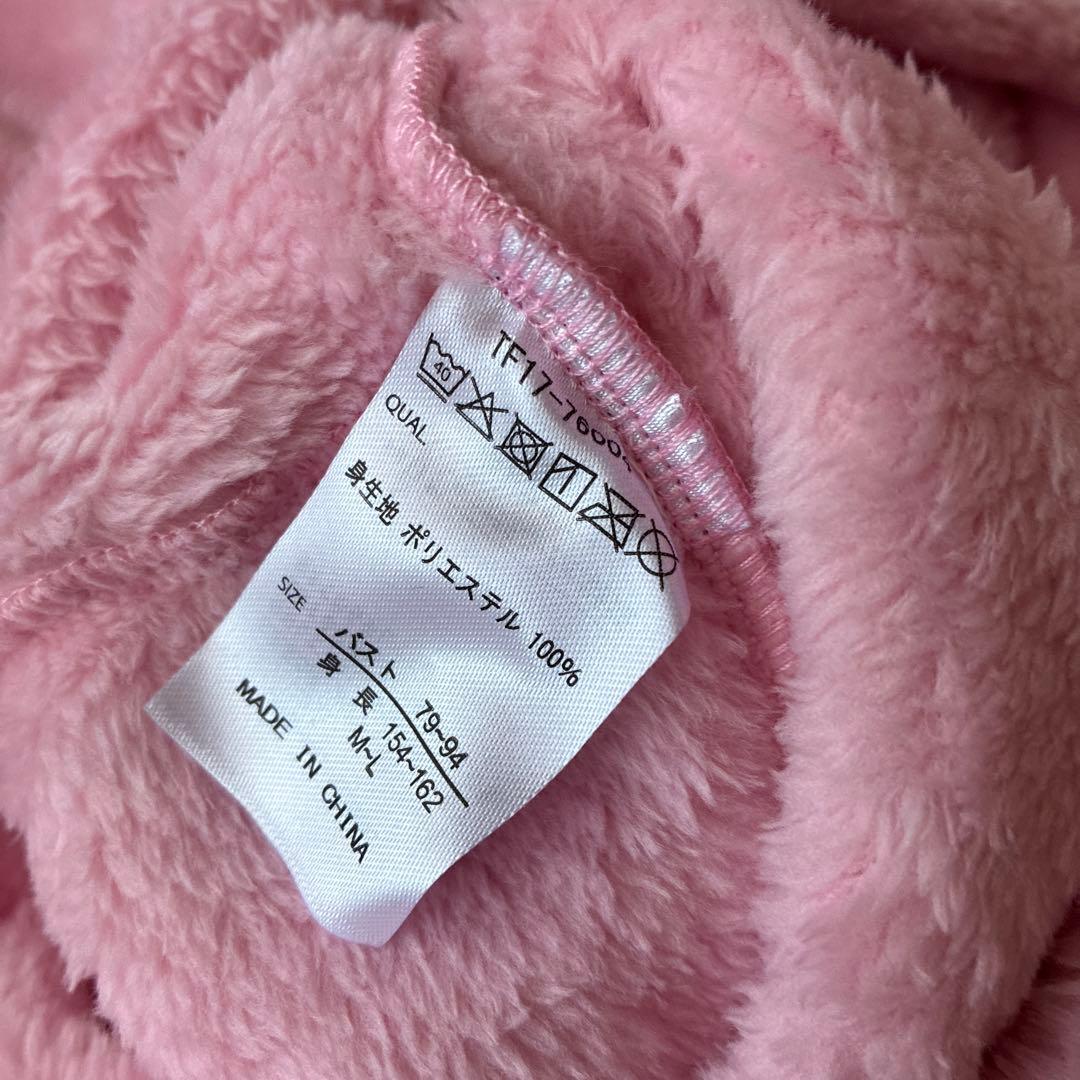 TF17-7600
40
QUAL
身生地 ポリエステル 100%
SIZE
バスト 79~94
身長 154~162
M~L
MADE IN CHINA